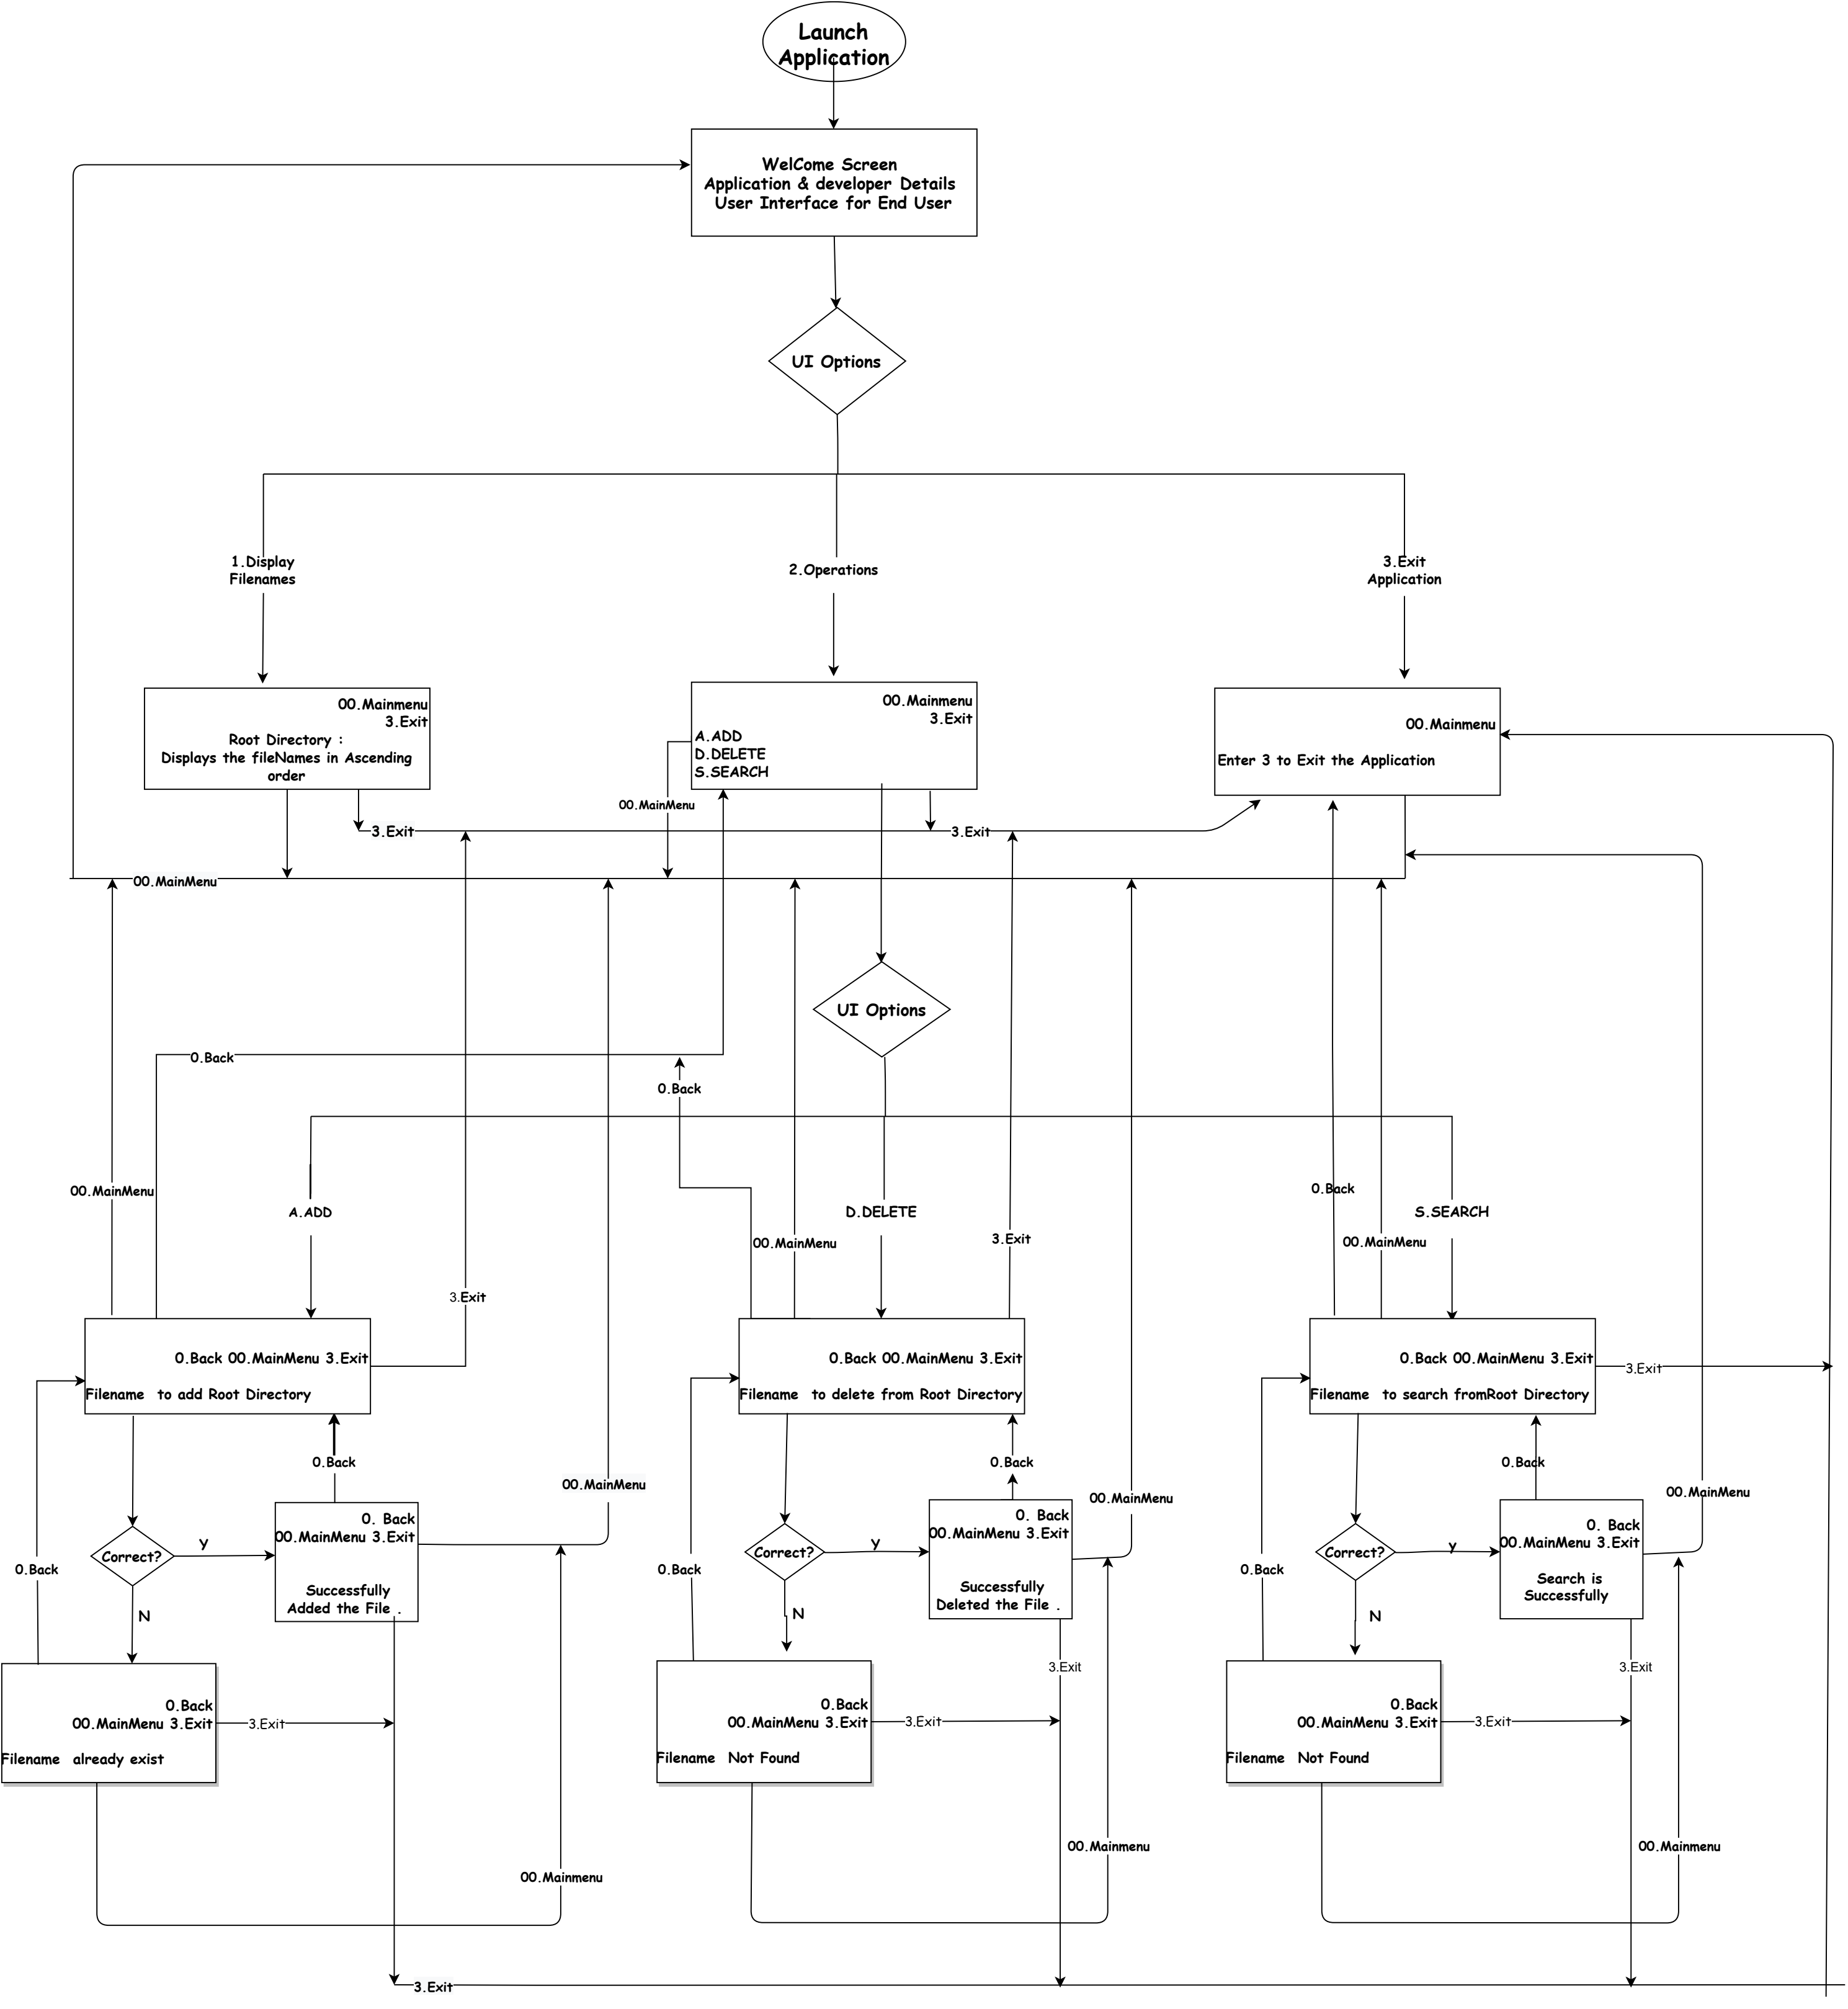 Launch
Application
WelCome Screen
Application & developer Details
User Interface for End User
UI Options
1.Display
Filenames
2.Operations
3.Exit
Application
00.Mainmenu
3.Exit
Root Directory :
Displays the fileNames in Ascending
order
00.Mainmenu
3.Exit
A.ADD
D.DELETE
S.SEARCH
00.Mainmenu
Enter 3 to Exit the Application
00.MainMenu
3.Exit
3.Exit
00.MainMenu
UI Options
0.Back
0.Back
00.MainMenu
A.ADD
D.DELETE
0.Back
S.SEARCH
00.MainMenu
3.Exit
00.MainMenu
3.Exit
0.Back 00.MainMenu 3.Exit
Filename to add Root Directory
0.Back 00.MainMenu 3.Exit
Filename to delete from Root Directory
0.Back 00.MainMenu 3.Exit
Filename to search fromRoot Directory
3.Exit
0.Back
00.MainMenu
0.Back
00.MainMenu
0.Back
00.MainMenu
0. Back
00.MainMenu 3.Exit
Successfully
Added the File .
0. Back
00.MainMenu 3.Exit
Successfully
Deleted the File .
0. Back
00.MainMenu 3.Exit
Search is
Successfully
Correct?
Y
Correct?
Y
Correct?
Y
0.Back
0.Back
0.Back
N
N
N
3.Exit
3.Exit
0.Back
00.MainMenu 3.Exit
Filename already exist
3.Exit
0.Back
00.MainMenu 3.Exit
Filename Not Found
3.Exit
0.Back
00.MainMenu 3.Exit
Filename Not Found
3.Exit
00.Mainmenu
00.Mainmenu
00.Mainmenu
3.Exit